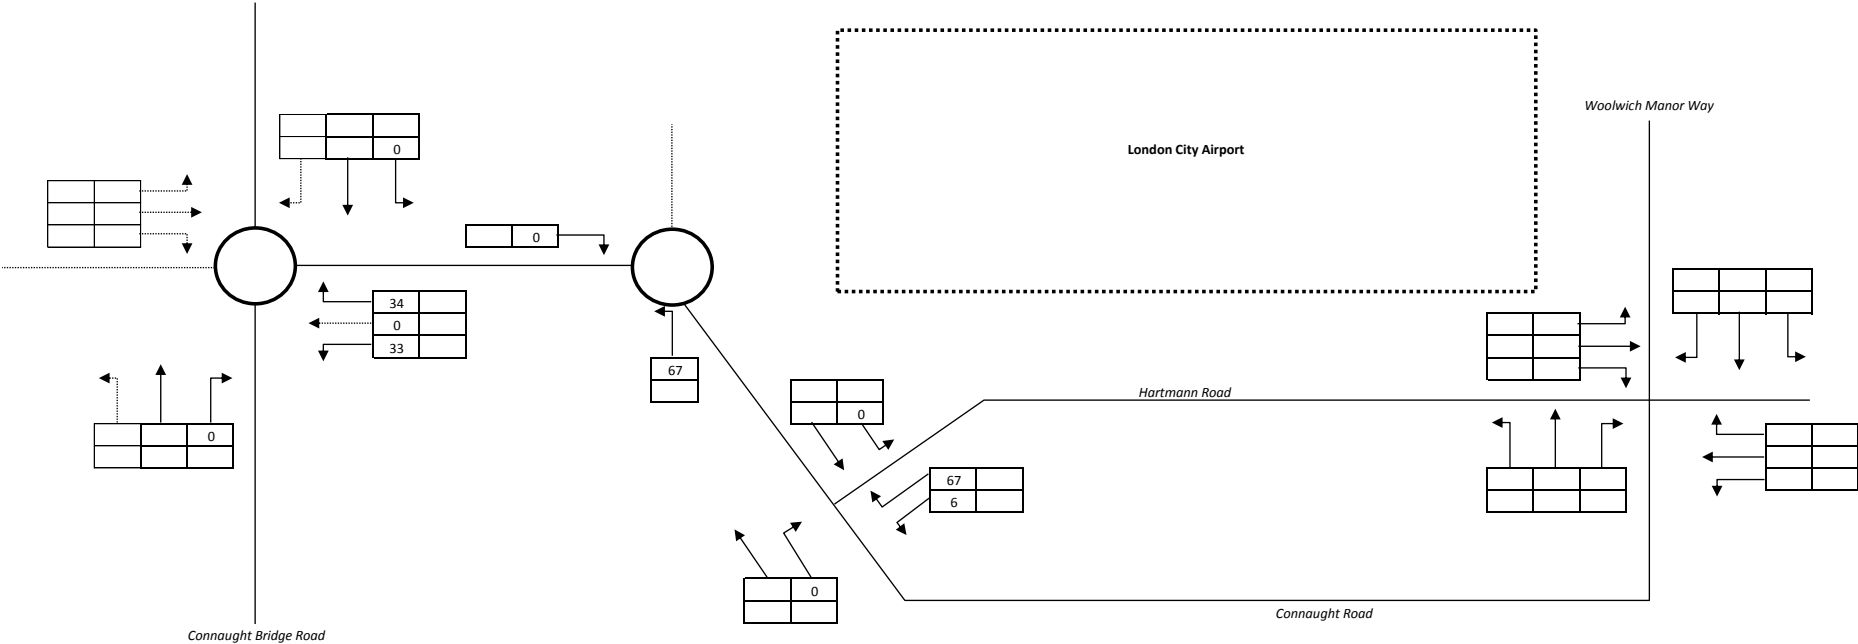 Woolwich Manor Way
London City Airport
0
0
34
0
33
67
Hartmann Road
0
0
67
6
0
Connaught Road
Connaught Bridge Road